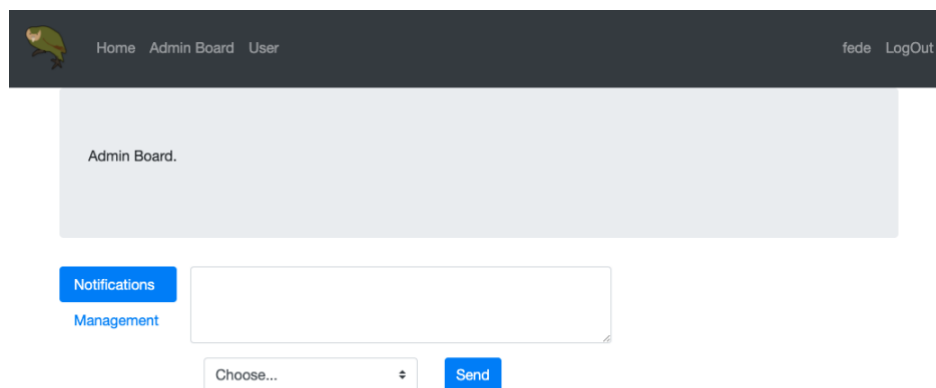 Home Admin Board User fede LogOut
Admin Board.
Notifications
Management
Choose... Send